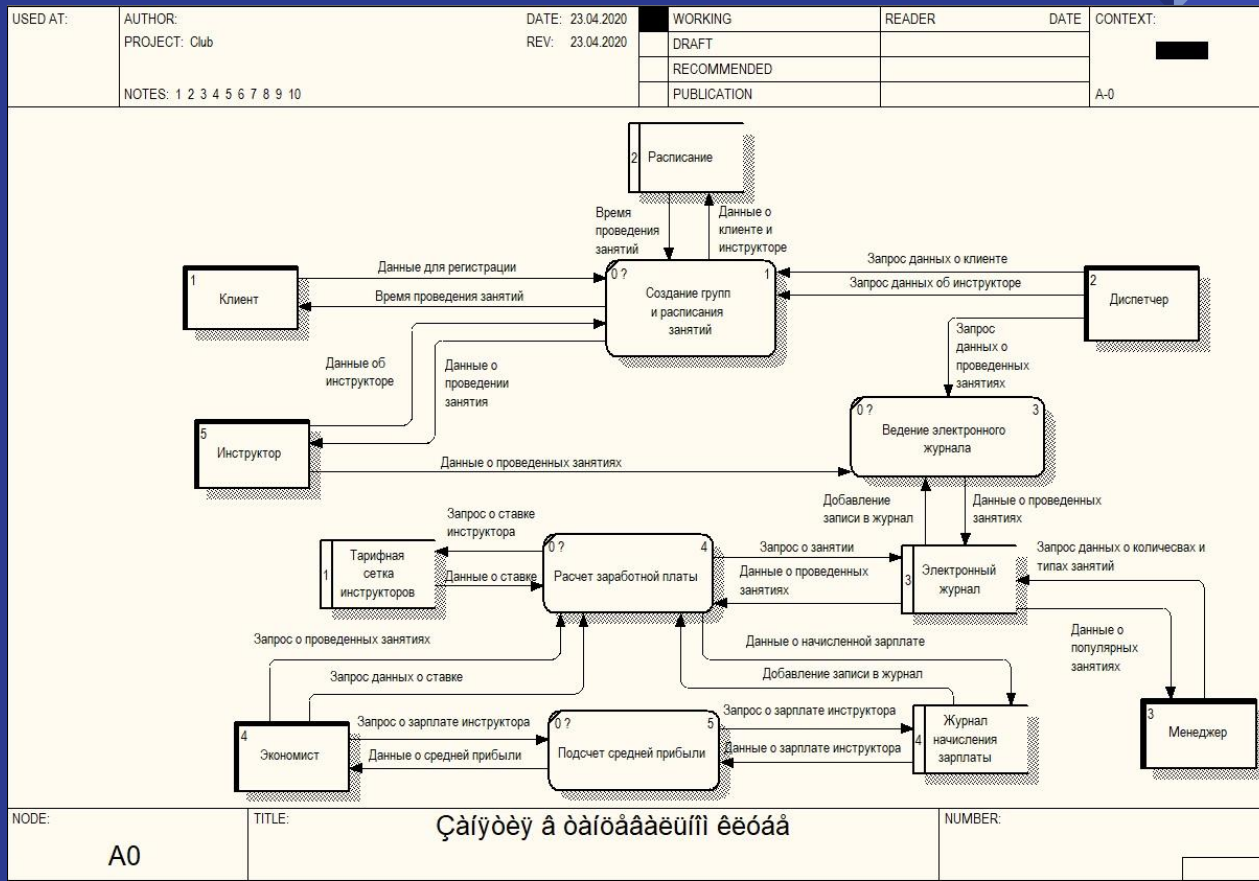 USED AT:
AUTHOR:
DATE: 23.04.2020
WORKING
READER
DATE
CONTEXT:
PROJECT: Club
REV: 23.04.2020
DRAFT
RECOMMENDED
NOTES: 1 2 3 4 5 6 7 8 9 10
PUBLICATION
A-0
2
Расписание
Время
проведения
занятий
Данные о
клиенте и
инструкторе
1
Клиент
Данные для регистрации
Время проведения занятий
0 ?
1
Создание групп
и расписания
занятий
Запрос данных о клиенте
Запрос данных об инструкторе
2
Диспетчер
Данные об
инструкторе
Данные о
проведении
занятия
Запрос
данных о
проведенных
занятиях
5
Инструктор
Данные о проведенных занятиях
0 ?
3
Ведение электронного
журнала
Добавление
записи в журнал
Данные о проведенных
занятиях
Запрос о ставке
инструктора
1
Тарифная
сетка
инструкторов
Данные о ставке
0 ?
4
Расчет заработной платы
Запрос о занятии
Данные о проведенных
занятиях
3
Электронный
журнал
Запрос данных о количесвах и
типах занятий
Запрос о проведенных занятиях
Запрос данных о ставке
Данные о начисленной зарплате
Добавление записи в журнал
Данные о
популярных
занятиях
4
Экономист
Запрос о зарплате инструктора
Данные о средней прибыли
0 ?
5
Подсчет средней прибыли
Запрос о зарплате инструктора
Данные о зарплате инструктора
4
Журнал
начисления
зарплаты
3
Менеджер
NODE:
A0
TITLE:
Çàíÿòèÿ â òàíöåâàëüíîì êëóáå
NUMBER: